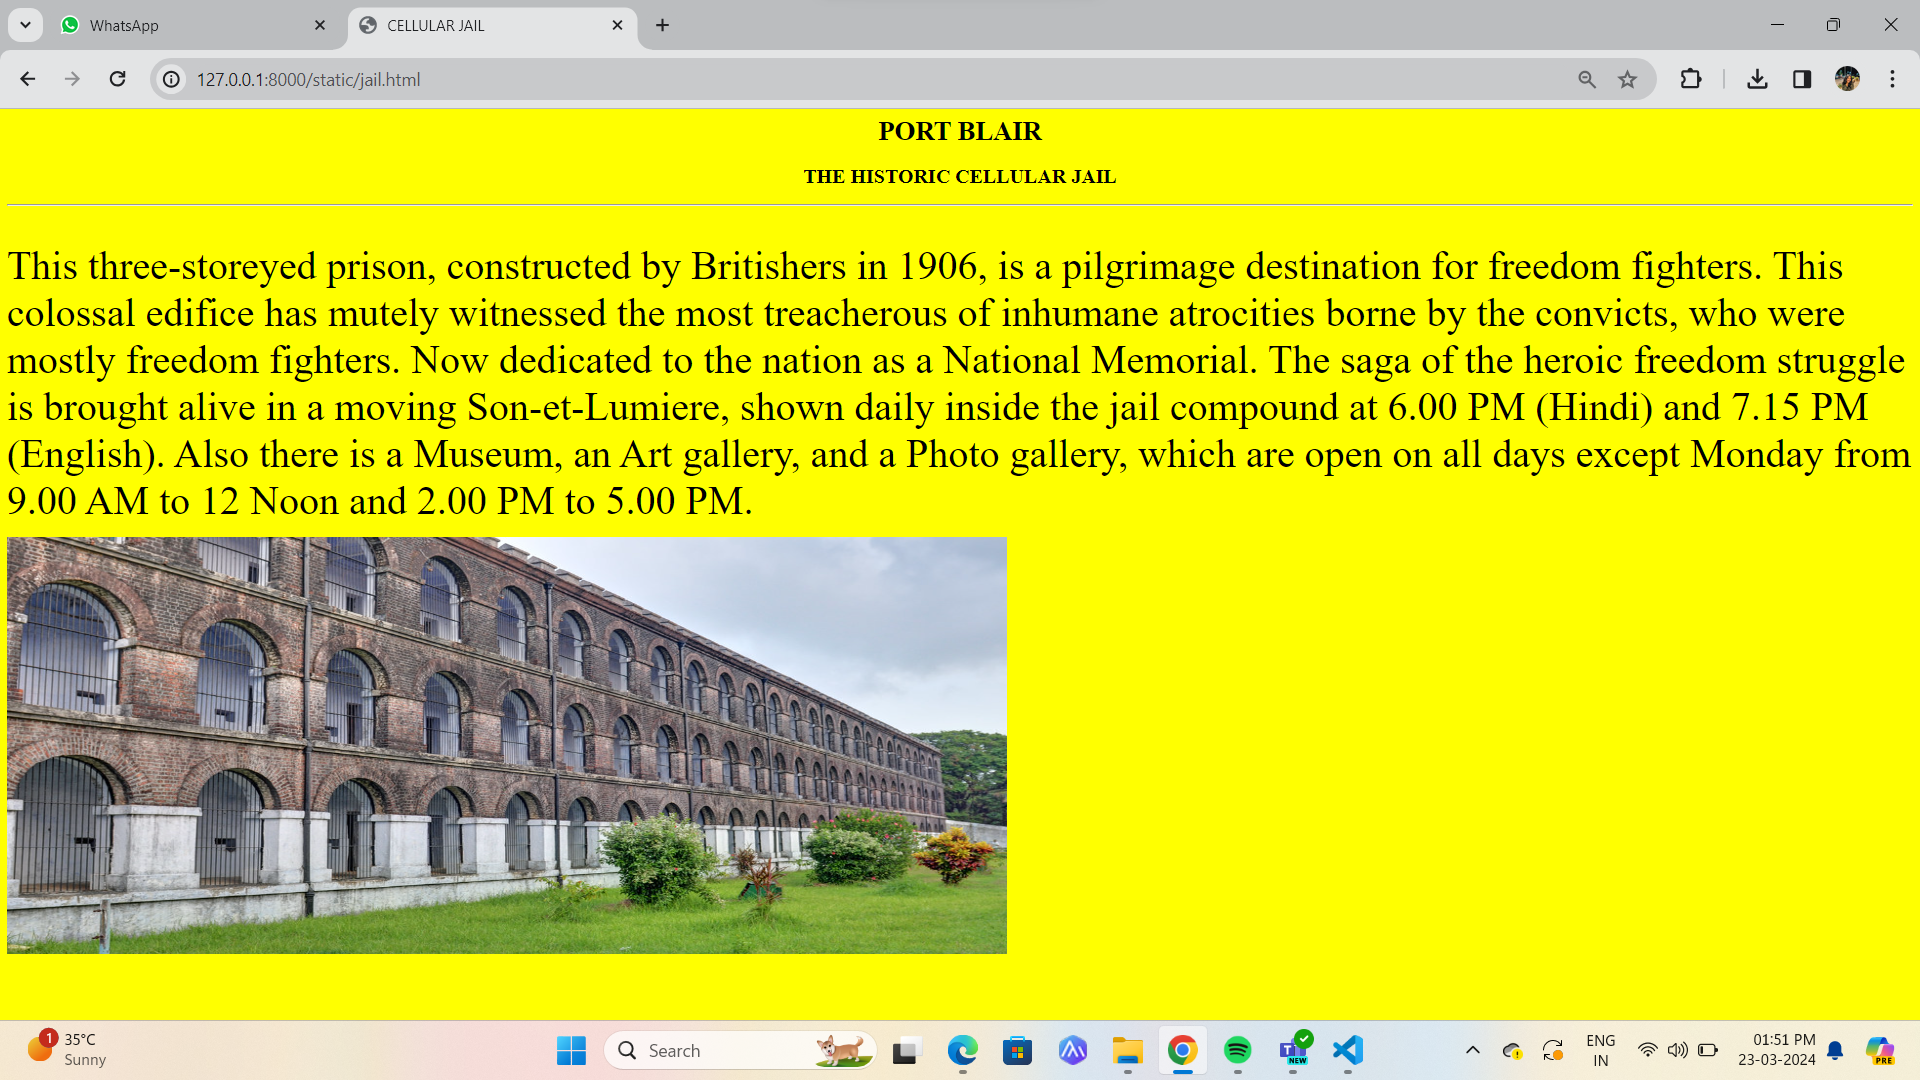 WhatsApp
CELLULAR JAIL
127.0.0.1:8000/static/jail.html
PORT BLAIR
THE HISTORIC CELLULAR JAIL
This three-storeyed prison, constructed by Britishers in 1906, is a pilgrimage destination for freedom fighters. This
colossal edifice has mutely witnessed the most treacherous of inhumane atrocities borne by the convicts, who were
mostly freedom fighters. Now dedicated to the nation as a National Memorial. The saga of the heroic freedom struggle
is brought alive in a moving Son-et-Lumiere, shown daily inside the jail compound at 6.00 PM (Hindi) and 7.15 PM
(English). Also there is a Museum, an Art gallery, and a Photo gallery, which are open on all days except Monday from
9.00 AM to 12 Noon and 2.00 PM to 5.00 PM.
1
35°C
Sunny
Search
T
NEW
ENG
IN
01:51 PM
23-03-2024
PRE